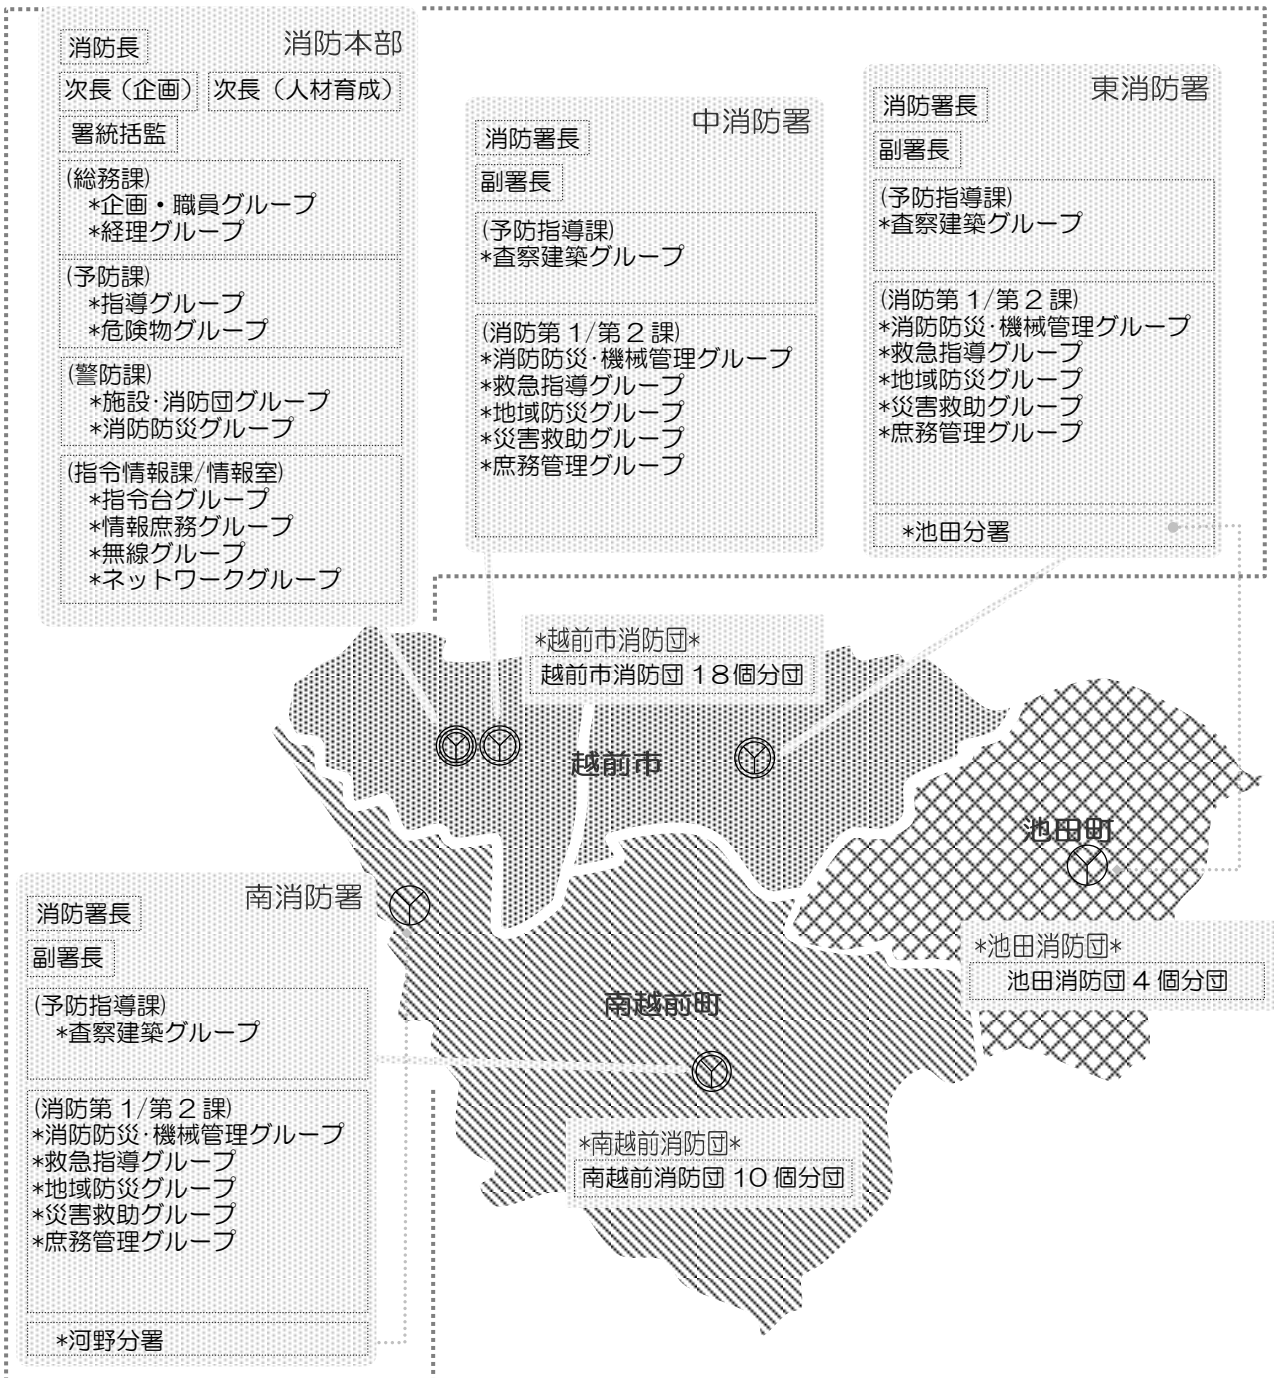 消防本部
消防長
次長（企画）
次長（人材育成）
署統括監
(総務課)
*企画・職員グループ
*経理グループ
(予防課)
*指導グループ
*危険物グループ
(警防課)
*施設・消防団グループ
*消防防災グループ
(指令情報課/情報室)
*指令台グループ
*情報庶務グループ
*無線グループ
*ネットワークグループ
中消防署
消防署長
副署長
(予防指導課)
*査察建築グループ
(消防第1/第2課)
*消防防災・機械管理グループ
*救急指導グループ
*地域防災グループ
*災害救助グループ
*庶務管理グループ
東消防署
消防署長
副署長
(予防指導課)
*査察建築グループ
(消防第1/第2課)
*消防防災・機械管理グループ
*救急指導グループ
*地域防災グループ
*災害救助グループ
*庶務管理グループ
*池田分署
*越前市消防団*
越前市消防団 18個分団
越前市
池田町
*池田消防団*
池田消防団 4 個分団
南越前町
*南越前消防団*
南越前消防団 10 個分団
南消防署
消防署長
副署長
(予防指導課)
*査察建築グループ
(消防第1/第2課)
*消防防災・機械管理グループ
*救急指導グループ
*地域防災グループ
*災害救助グループ
*庶務管理グループ
*河野分署